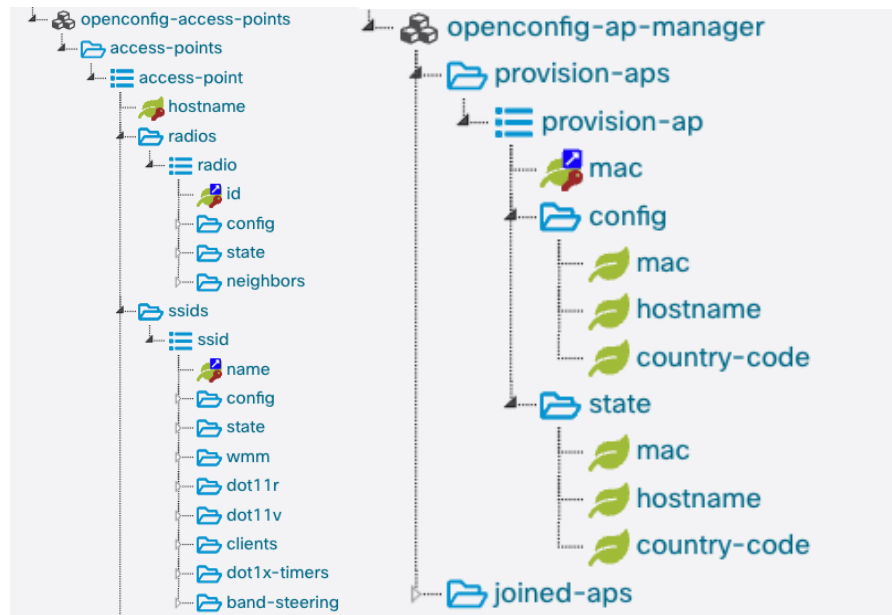 openconfig-access-points
access-points
access-point
hostname
radios
radio
id
config
state
neighbors
ssids
ssid
name
config
state
wmm
dot11r
dot11v
clients
dot1x-timers
band-steering
openconfig-ap-manager
provision-aps
provision-ap
mac
config
mac
hostname
country-code
state
mac
hostname
country-code
joined-aps